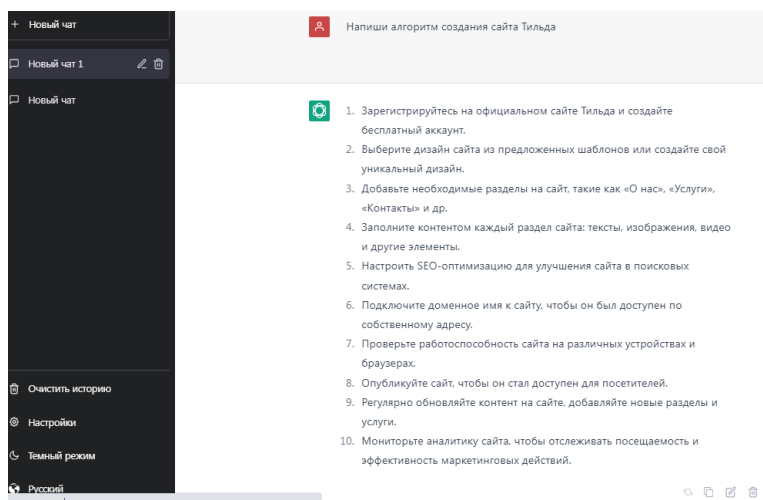 + Новый чат
Новый чат 1
Новый чат
Очистить историю
Настройки
Темный режим
Русский
Напиши алгоритм создания сайта Тильда
1. Зарегистрируйтесь на официальном сайте Тильда и создайте
бесплатный аккаунт.
2. Выберите дизайн сайта из предложенных шаблонов или создайте свой
уникальный дизайн.
3. Добавьте необходимые разделы на сайт, такие как «О нас», «Услуги»,
«Контакты» и др.
4. Заполните контентом каждый раздел сайта: тексты, изображения, видео
и другие элементы.
5. Настроить SEO-оптимизацию для улучшения сайта в поисковых
системах.
6. Подключите доменное имя к сайту, чтобы он был доступен по
собственному адресу.
7. Проверьте работоспособность сайта на различных устройствах и
браузерах.
8. Опубликуйте сайт, чтобы он стал доступен для посетителей.
9. Регулярно обновляйте контент на сайте, добавляйте новые разделы и
услуги.
10. Мониторьте аналитику сайта, чтобы отслеживать посещаемость и
эффективность маркетинговых действий.